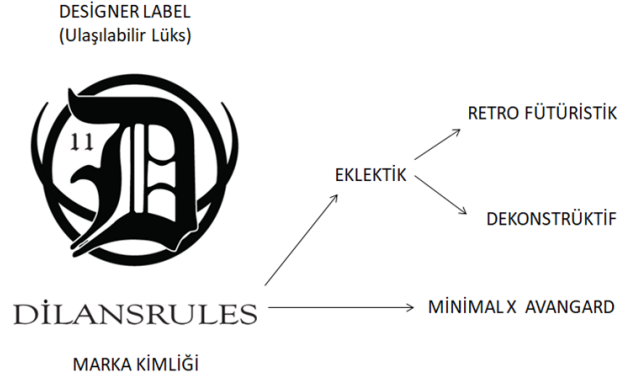 DESIGNER LABEL
(Ulaşılabilir Lüks)
D
11
DİLANSRULES
MARKA KİMLİĞİ
EKLEKTİK
RETRO FÜTÜRİSTİK
DEKONSTRÜKTİF
MİNİMAL X AVANGARD